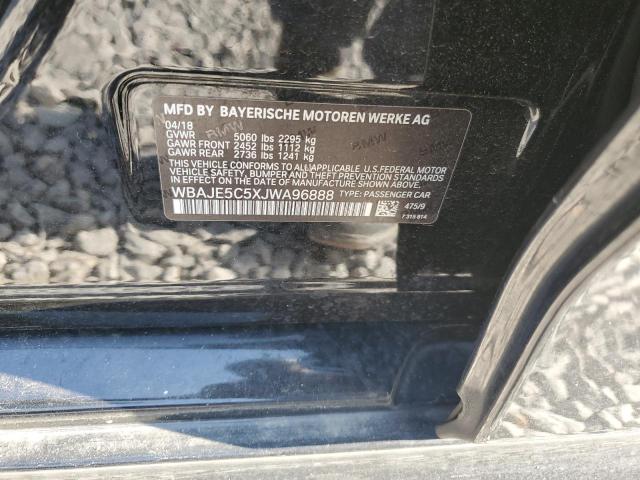 MFD BY BAYERISCHE MOTOREN WERKE AG
04/18
GVWR 5060 lbs 2295 kg
GAWR FRONT 2452 lbs 1112 kg
GAWR REAR 2736 lbs 1241 kg
THIS VEHICLE CONFORMS TO ALL APPLICABLE U.S. FEDERAL MOTOR
VEHICLE SAFETY, BUMPER, AND THEFT PREVENTION STANDARDS IN
EFFECT ON THE DATE OF MANUFACTURE SHOWN ABOVE.
WBAJE5C5XJWA96888 TYPE: PASSENGER CAR
475/9
7 315 814